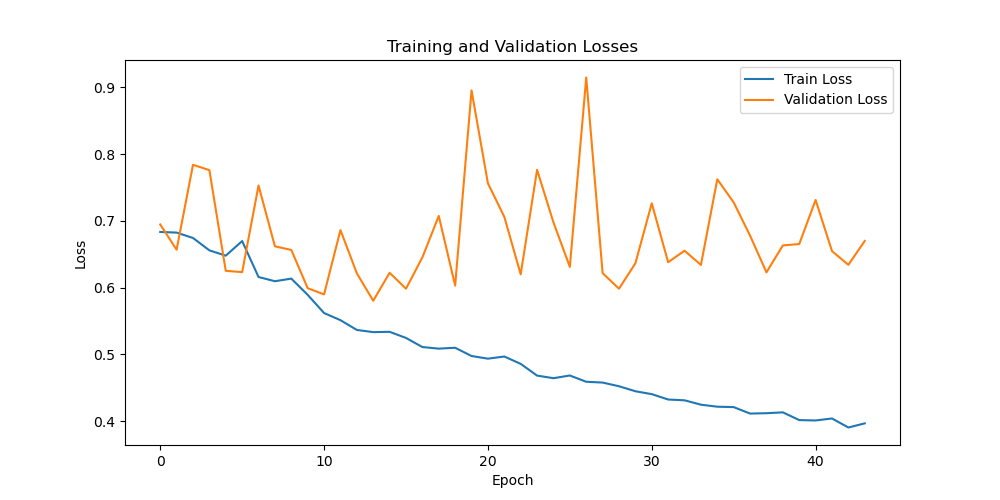 Training and Validation Losses
Train Loss
Validation Loss
0.9
0.8
0.7
0.6
0.5
0.4
Loss
0 10 20 30 40
Epoch